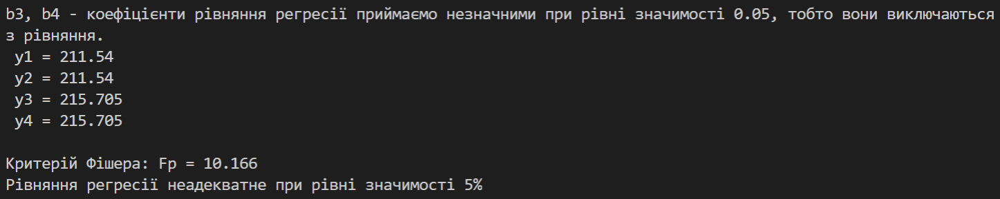 b3, b4 - коефіцієнти рівняння регресії приймаємо незначними при рівні значимості 0.05, тобто вони виключаються
з рівняння.
y1 = 211.54
y2 = 211.54
y3 = 215.705
y4 = 215.705
Критерій Фішера: Fp = 10.166
Рівняння регресії неадекватне при рівні значимості 5%